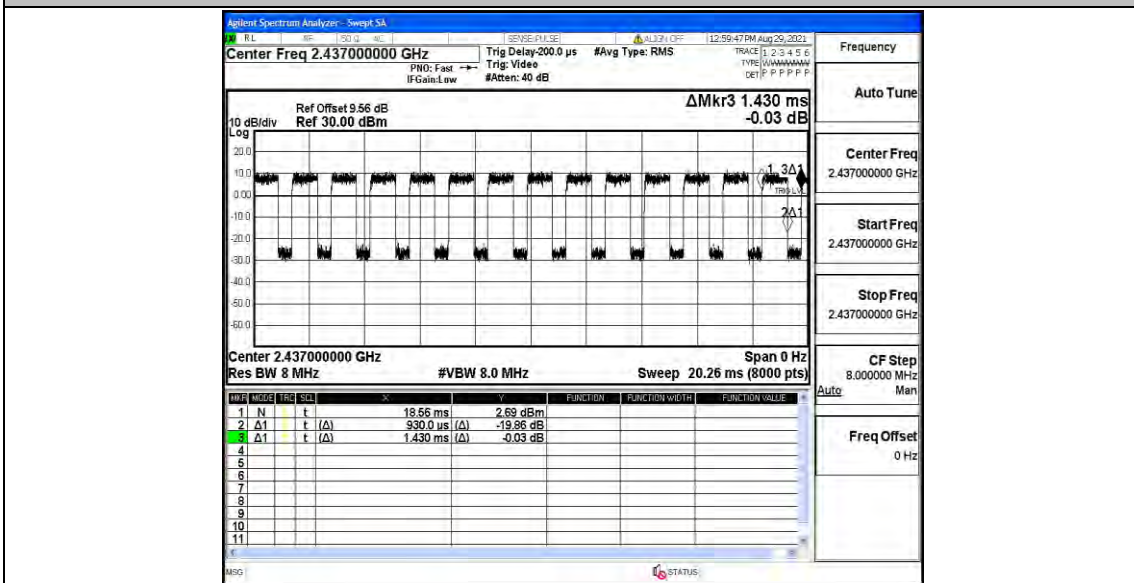 Agilent Spectrum Analyzer - Swept SA
RL RF 50 Ω AC SENSE:PULSE ALIGN OFF 12:59:47 PM Aug 29, 2021
Center Freq 2.437000000 GHz
PNO: Fast
IFGain:Low
Trig Delay-200.0 µs
Trig: Video
#Atten: 40 dB
#Avg Type: RMS
TRACE 1 2 3 4 5 6
TYPE
DET P P P P P P
ΔMkr3 1.430 ms
-0.03 dB
Ref Offset 9.56 dB
10 dB/div Ref 30.00 dBm
Log
20.0
10.0
0.00
-10.0
-20.0
-30.0
-40.0
-50.0
-60.0
1 3Δ1
TRIG LVL
2Δ1
Center 2.437000000 GHz Span 0 Hz
Res BW 8 MHz #VBW 8.0 MHz Sweep 20.26 ms (8000 pts)
MKR MODE TRC SCL X Y FUNCTION FUNCTION WIDTH FUNCTION VALUE
1 N t 18.56 ms 2.69 dBm
2 Δ1 t (Δ) 930.0 µs (Δ) -19.86 dB
3 Δ1 t (Δ) 1.430 ms (Δ) -0.03 dB
4
5
6
7
8
9
10
11
MSG STATUS
Frequency
Auto Tune
Center Freq
2.437000000 GHz
Start Freq
2.437000000 GHz
Stop Freq
2.437000000 GHz
CF Step
8.000000 MHz
Auto Man
Freq Offset
0 Hz